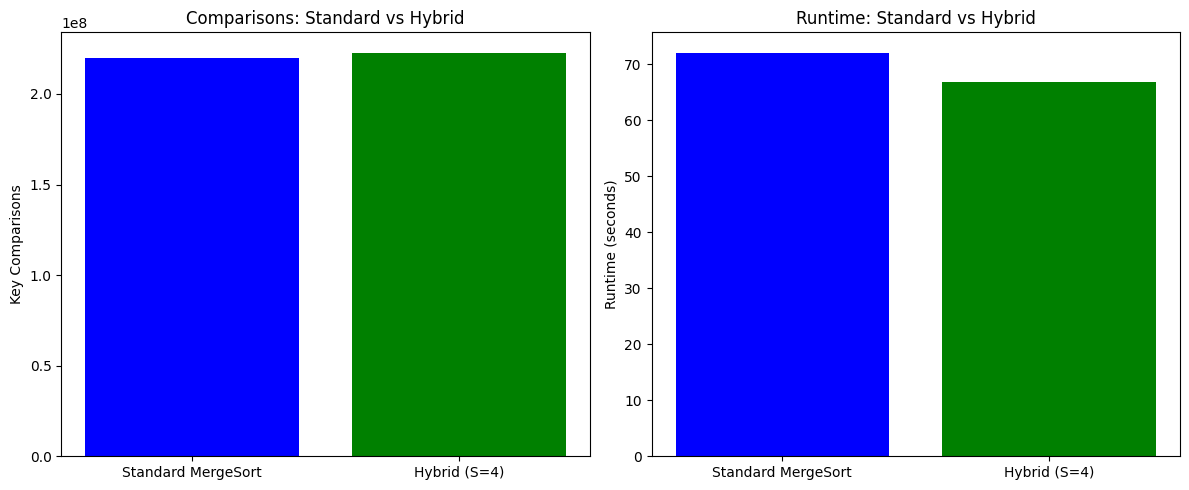 Comparisons: Standard vs Hybrid
1e8
Key Comparisons
2.0
1.5
1.0
0.5
0.0
Standard MergeSort
Hybrid (S=4)
Runtime: Standard vs Hybrid
Runtime (seconds)
70
60
50
40
30
20
10
0
Standard MergeSort
Hybrid (S=4)